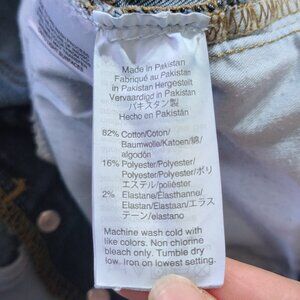 Made in Pakistan
Fabriqué au Pakistan
in Pakistan Hergestelt
Vervaardigd in Pakistan
パキスタン製
Hecho en Pakistán
82% Cotton/Coton/
Baumwolle/Katoen/綿/
algodón
16% Polyester/Polyester/
Polyester/Polyester/ポリ
エステル/poliéster
2% Elastane/Élasthanne/
Elastan/Elastaan/エラス
テーン/elastano
Machine wash cold with
like colors. Non chlorine
bleach only. Tumble dry
low. Iron on lowest setting.